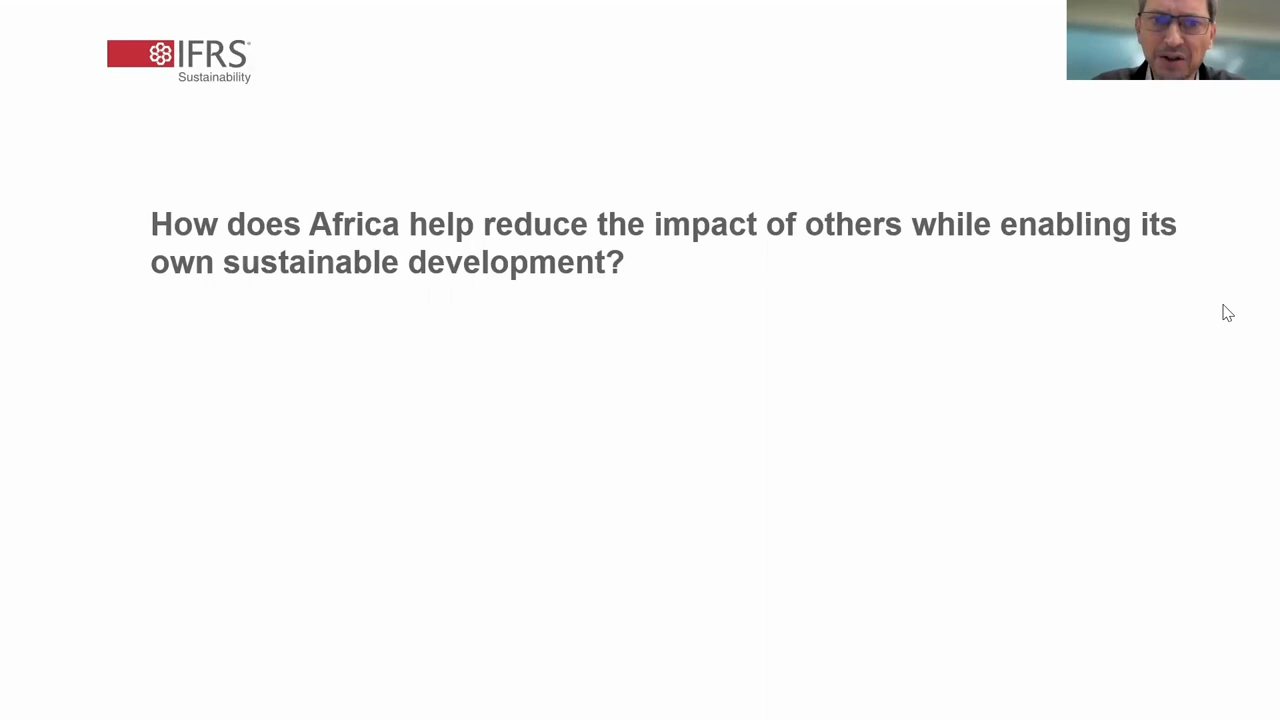 IFRS
Sustainability
How does Africa help reduce the impact of others while enabling its
own sustainable development?